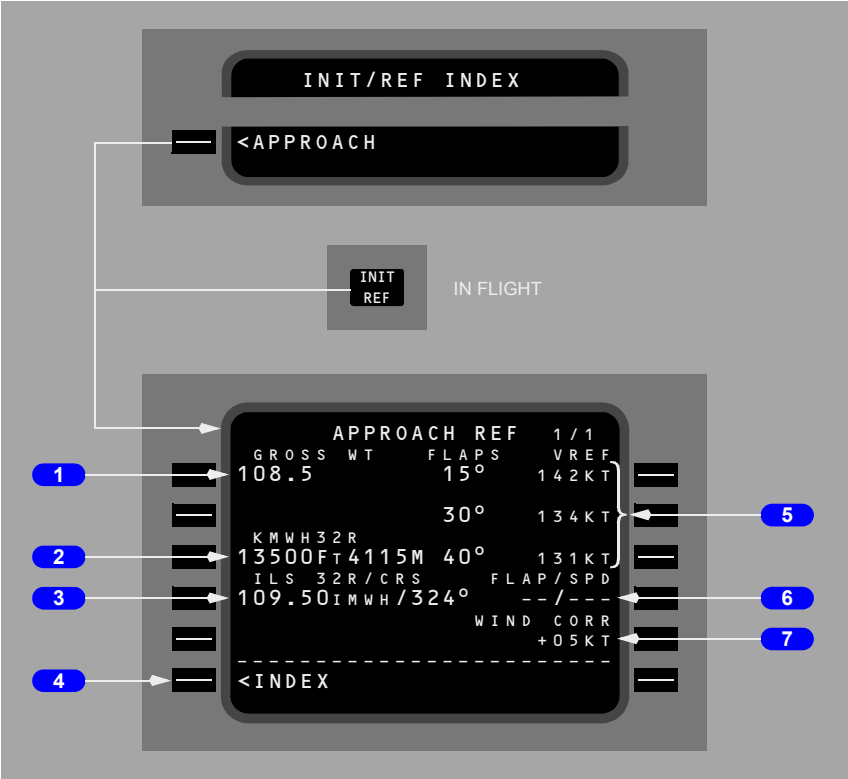 INIT/REF INDEX
<APPROACH
INIT
REF
IN FLIGHT
APPROACH REF 1/1
GROSS WT FLAPS VREF
1 108.5 15° 142KT
30° 134KT 5
KMWH32R
2 13500FT4115M 40° 131KT
ILS 32R/CRS FLAP/SPD
3 109.50IMWH/324° --/--- 6
WIND CORR
+05KT 7
--------------------------
4 <INDEX